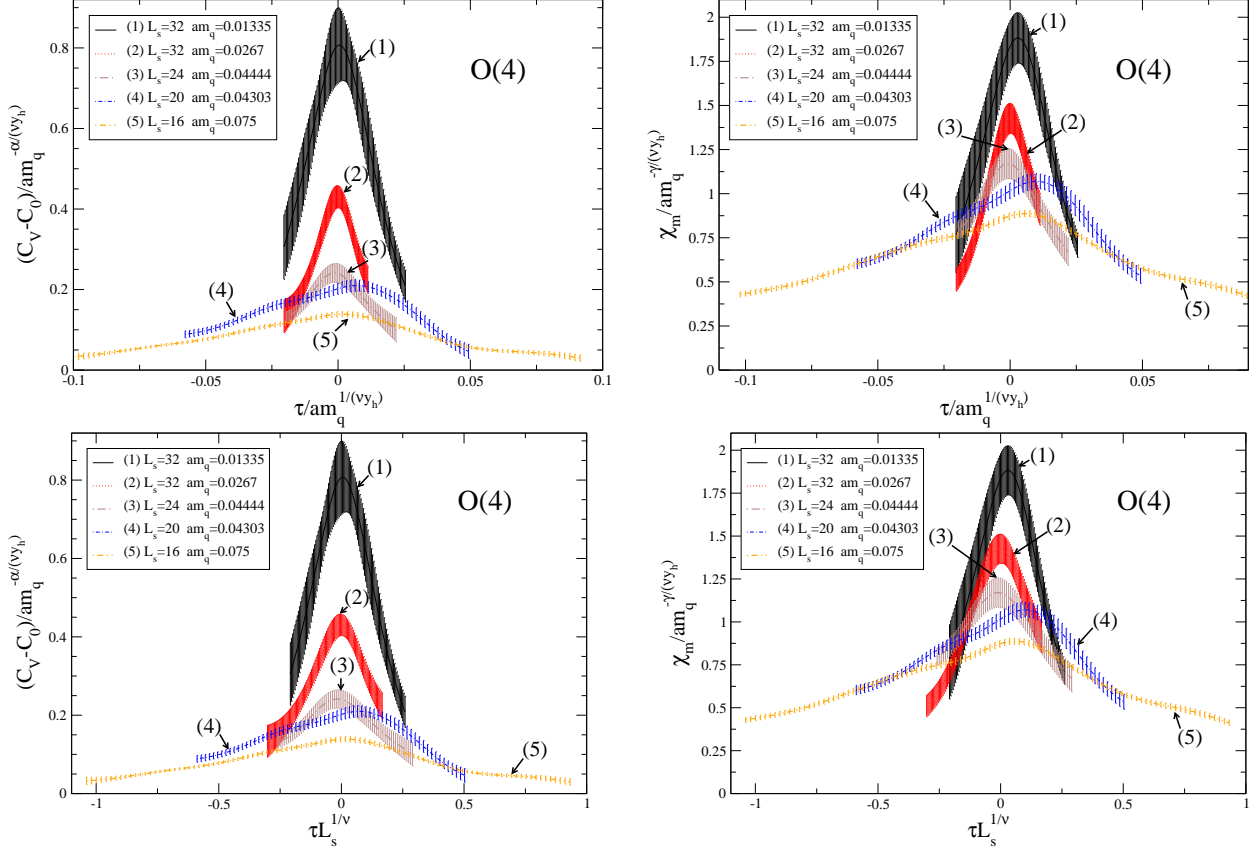 (1) L_s=32 am_q=0.01335
(2) L_s=32 am_q=0.0267
(3) L_s=24 am_q=0.04444
(4) L_s=20 am_q=0.04303
(5) L_s=16 am_q=0.075
O(4)
(1)
(2)
(3)
(4)
(5)
0
0.2
0.4
0.6
0.8
(C_V-C_0)/am_q^{-α/(νy_h)}
-0.1
-0.05
0
0.05
0.1
τ/am_q^{1/(νy_h)}
(1) L_s=32 am_q=0.01335
(2) L_s=32 am_q=0.0267
(3) L_s=24 am_q=0.04444
(4) L_s=20 am_q=0.04303
(5) L_s=16 am_q=0.075
O(4)
(1)
(2)
(3)
(4)
(5)
2
1.75
1.5
1.25
1
0.75
0.5
0.25
0
χ_m/am_q^{-γ/(νy_h)}
-0.1
-0.05
0
0.05
τ/am_q^{1/(νy_h)}
(1) L_s=32 am_q=0.01335
(2) L_s=32 am_q=0.0267
(3) L_s=24 am_q=0.04444
(4) L_s=20 am_q=0.04303
(5) L_s=16 am_q=0.075
O(4)
(1)
(2)
(3)
(4)
(5)
0.8
0.6
0.4
0.2
0
(C_V-C_0)/am_q^{-α/(νy_h)}
-1
-0.5
0
0.5
1
τL_s^{1/ν}
(1) L_s=32 am_q=0.01335
(2) L_s=32 am_q=0.0267
(3) L_s=24 am_q=0.04444
(4) L_s=20 am_q=0.04303
(5) L_s=16 am_q=0.075
O(4)
(1)
(2)
(3)
(4)
(5)
2
1.75
1.5
1.25
1
0.75
0.5
0.25
0
χ_m/am_q^{-γ/(νy_h)}
-1
-0.5
0
0.5
1
τL_s^{1/ν}